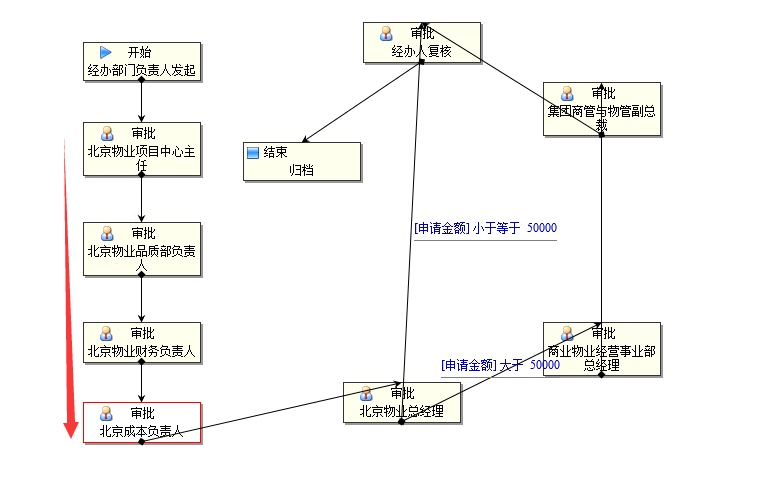 开始
经办部门负责人发起
审批
北京物业项目中心主
任
审批
北京物业品质部负责
人
审批
北京物业财务负责人
审批
北京成本负责人
审批
经办人复核
结束
归档
审批
集团商管与物管副总
裁
[申请金额] 小于等于 50000
审批
商业物业经营事业部
总经理
[申请金额] 大于 50000
审批
北京物业总经理